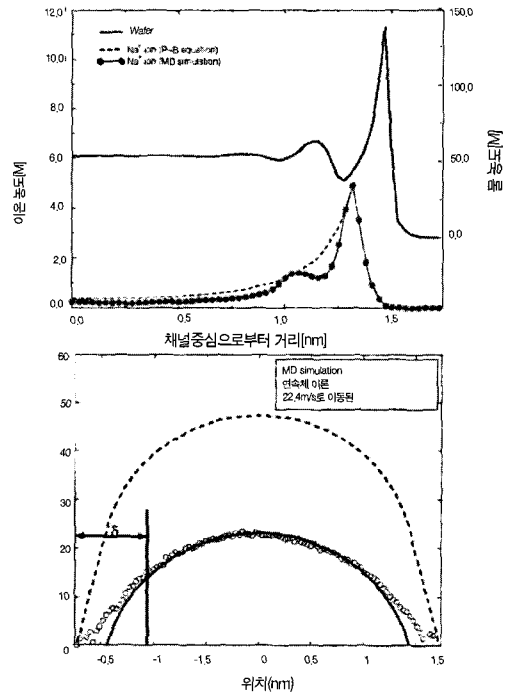 12,0
10,0
8,0
6,0
4,0
2,0
0,0
이온농도[M]
Wafer
Na+ ion (P-B equation)
Na+ ion (MD simulation)
150,0
100,0
50,0
0,0
물 농도[M]
0,0
0,5
1,0
1,5
채널중심으로부터 거리[nm]
60
50
40
30
20
10
0
MD simulation
연속체 이론
22,4m/s로 이동된
δ
-0,5
-1
-1,5
0
0,5
1
1,5
위치(nm)